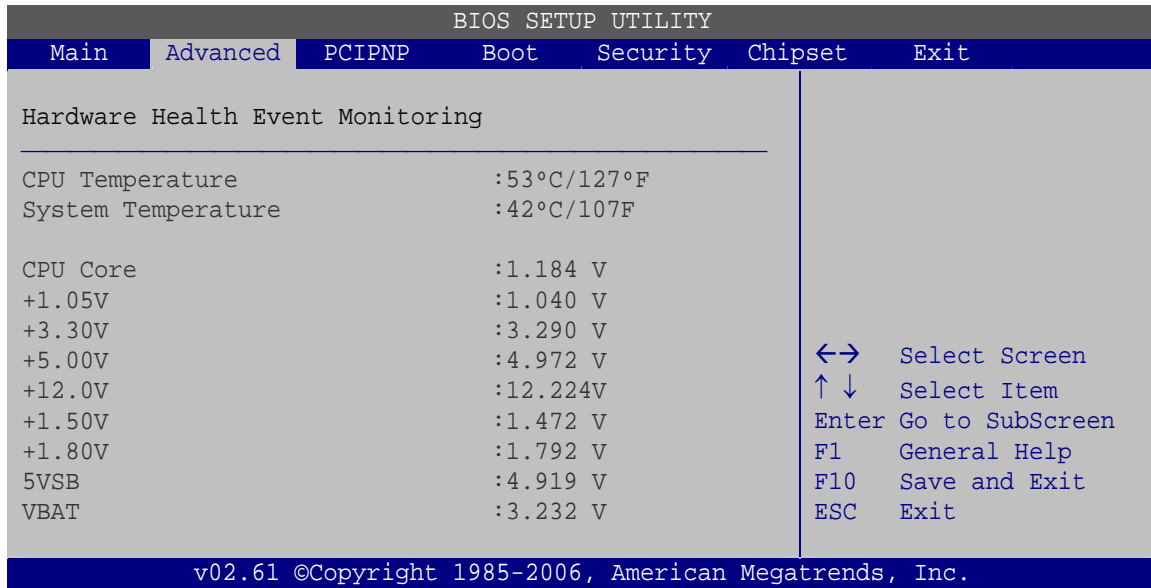 BIOS SETUP UTILITY
Main Advanced PCIPNP Boot Security Chipset Exit
Hardware Health Event Monitoring
CPU Temperature :53ºC/127ºF
System Temperature :42ºC/107F
CPU Core :1.184 V
+1.05V :1.040 V
+3.30V :3.290 V
+5.00V :4.972 V
+12.0V :12.224V
+1.50V :1.472 V
+1.80V :1.792 V
5VSB :4.919 V
VBAT :3.232 V
←→ Select Screen
↑ ↓ Select Item
Enter Go to SubScreen
F1 General Help
F10 Save and Exit
ESC Exit
v02.61 ©Copyright 1985-2006, American Megatrends, Inc.